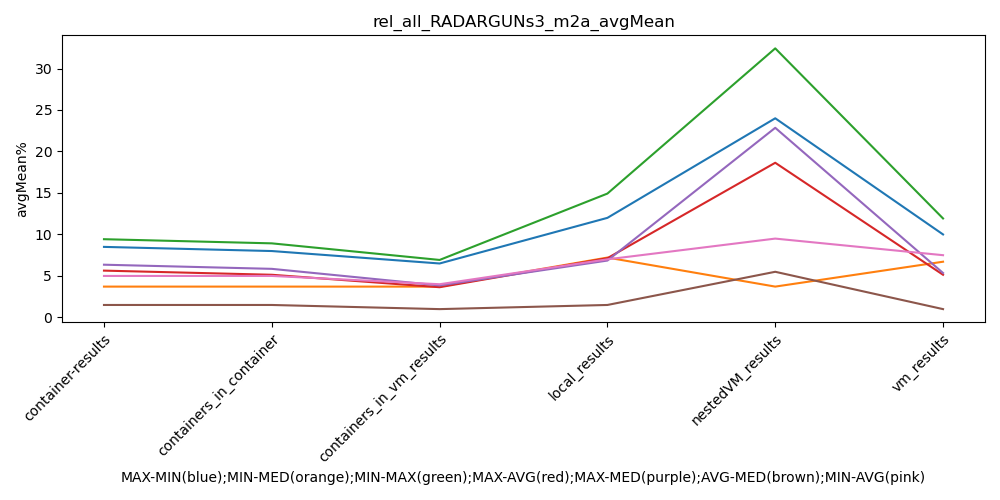 rel_all_RADARGUNs3_m2a_avgMean
avgMean%
30
25
20
15
10
5
0
container-results
containers_in_container
containers_in_vm_results
local_results
nestedVM_results
vm_results
MAX-MIN(blue);MIN-MED(orange);MIN-MAX(green);MAX-AVG(red);MAX-MED(purple);AVG-MED(brown);MIN-AVG(pink)